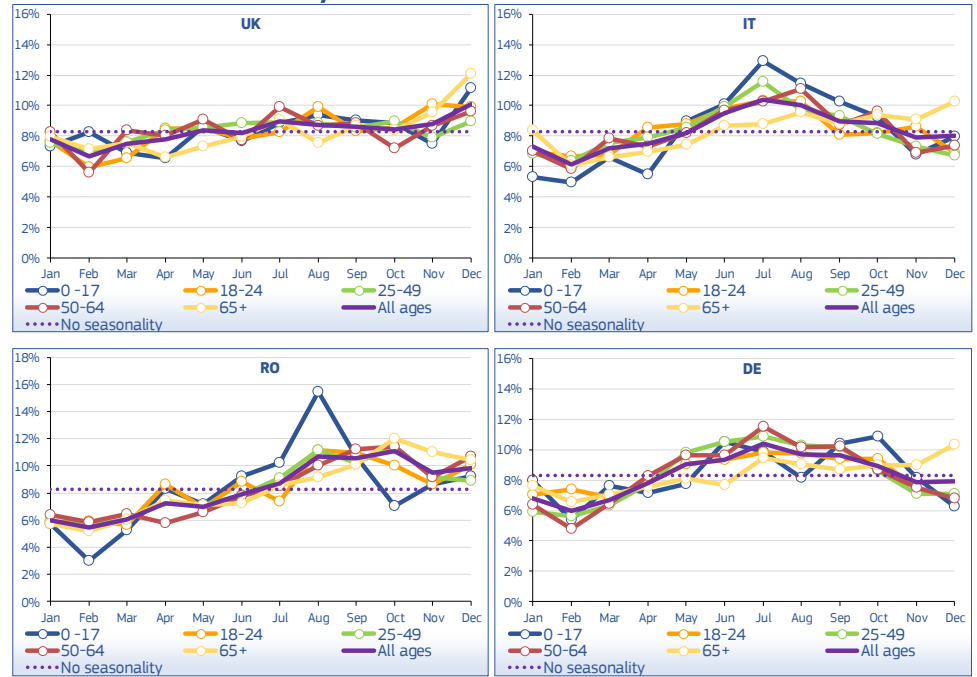 UK
16%
14%
12%
10%
8%
6%
4%
2%
0%
Jan Feb Mar Apr May Jun Jul Aug Sep Oct Nov Dec
0 -17 18-24 25-49
50-64 65+ All ages
No seasonality
IT
16%
14%
12%
10%
8%
6%
4%
2%
0%
Jan Feb Mar Apr May Jun Jul Aug Sep Oct Nov Dec
0 -17 18-24 25-49
50-64 65+ All ages
No seasonality
RO
18%
16%
14%
12%
10%
8%
6%
4%
2%
0%
Jan Feb Mar Apr May Jun Jul Aug Sep Oct Nov Dec
0 -17 18-24 25-49
50-64 65+ All ages
No seasonality
DE
16%
14%
12%
10%
8%
6%
4%
2%
0%
Jan Feb Mar Apr May Jun Jul Aug Sep Oct Nov Dec
0 -17 18-24 25-49
50-64 65+ All ages
No seasonality